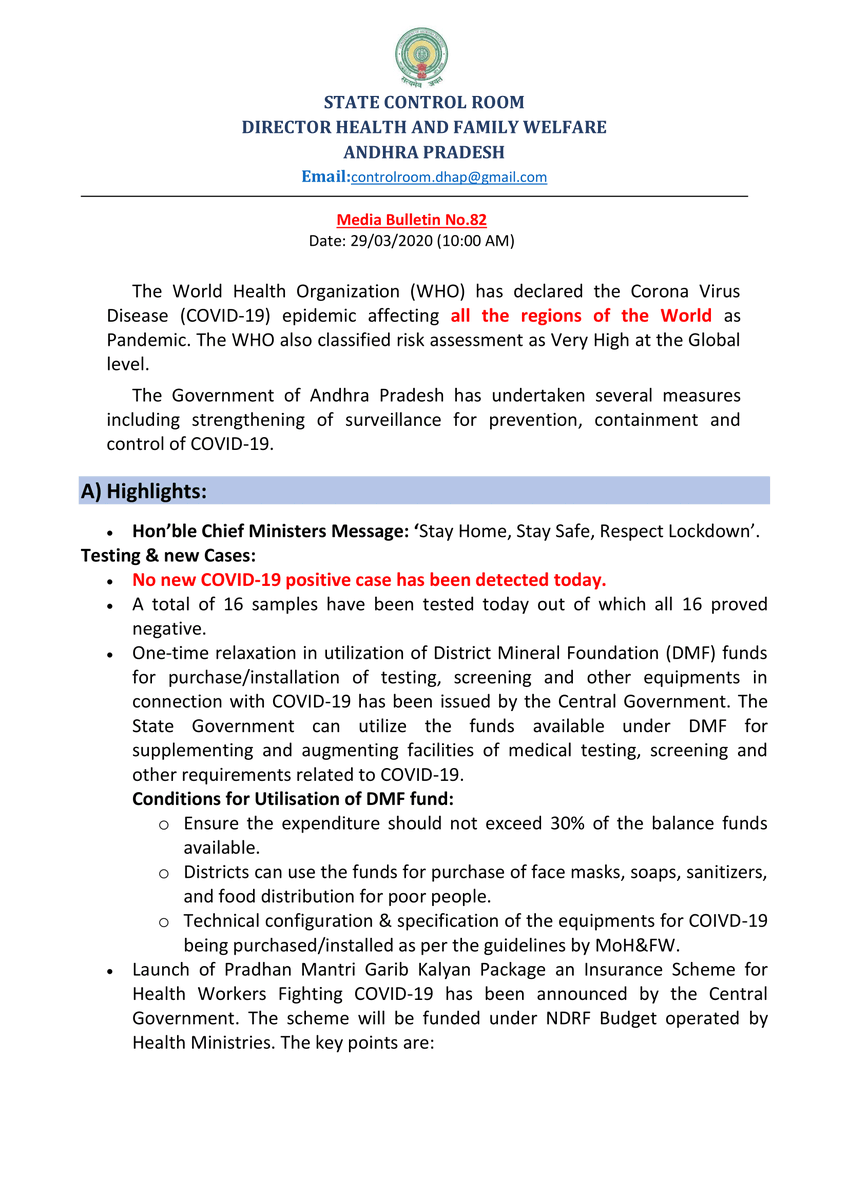 सत्यमेव जयते
STATE CONTROL ROOM
DIRECTOR HEALTH AND FAMILY WELFARE
ANDHRA PRADESH
Email:controlroom.dhap@gmail.com
Media Bulletin No.82
Date: 29/03/2020 (10:00 AM)
The World Health Organization (WHO) has declared the Corona Virus
Disease (COVID-19) epidemic affecting all the regions of the World as
Pandemic. The WHO also classified risk assessment as Very High at the Global
level.
The Government of Andhra Pradesh has undertaken several measures
including strengthening of surveillance for prevention, containment and
control of COVID-19.
A) Highlights:
• Hon’ble Chief Ministers Message: ‘Stay Home, Stay Safe, Respect Lockdown’.
Testing & new Cases:
• No new COVID-19 positive case has been detected today.
• A total of 16 samples have been tested today out of which all 16 proved
negative.
• One-time relaxation in utilization of District Mineral Foundation (DMF) funds
for purchase/installation of testing, screening and other equipments in
connection with COVID-19 has been issued by the Central Government. The
State Government can utilize the funds available under DMF for
supplementing and augmenting facilities of medical testing, screening and
other requirements related to COVID-19.
Conditions for Utilisation of DMF fund:
o Ensure the expenditure should not exceed 30% of the balance funds
available.
o Districts can use the funds for purchase of face masks, soaps, sanitizers,
and food distribution for poor people.
o Technical configuration & specification of the equipments for COIVD-19
being purchased/installed as per the guidelines by MoH&FW.
• Launch of Pradhan Mantri Garib Kalyan Package an Insurance Scheme for
Health Workers Fighting COVID-19 has been announced by the Central
Government. The scheme will be funded under NDRF Budget operated by
Health Ministries. The key points are: